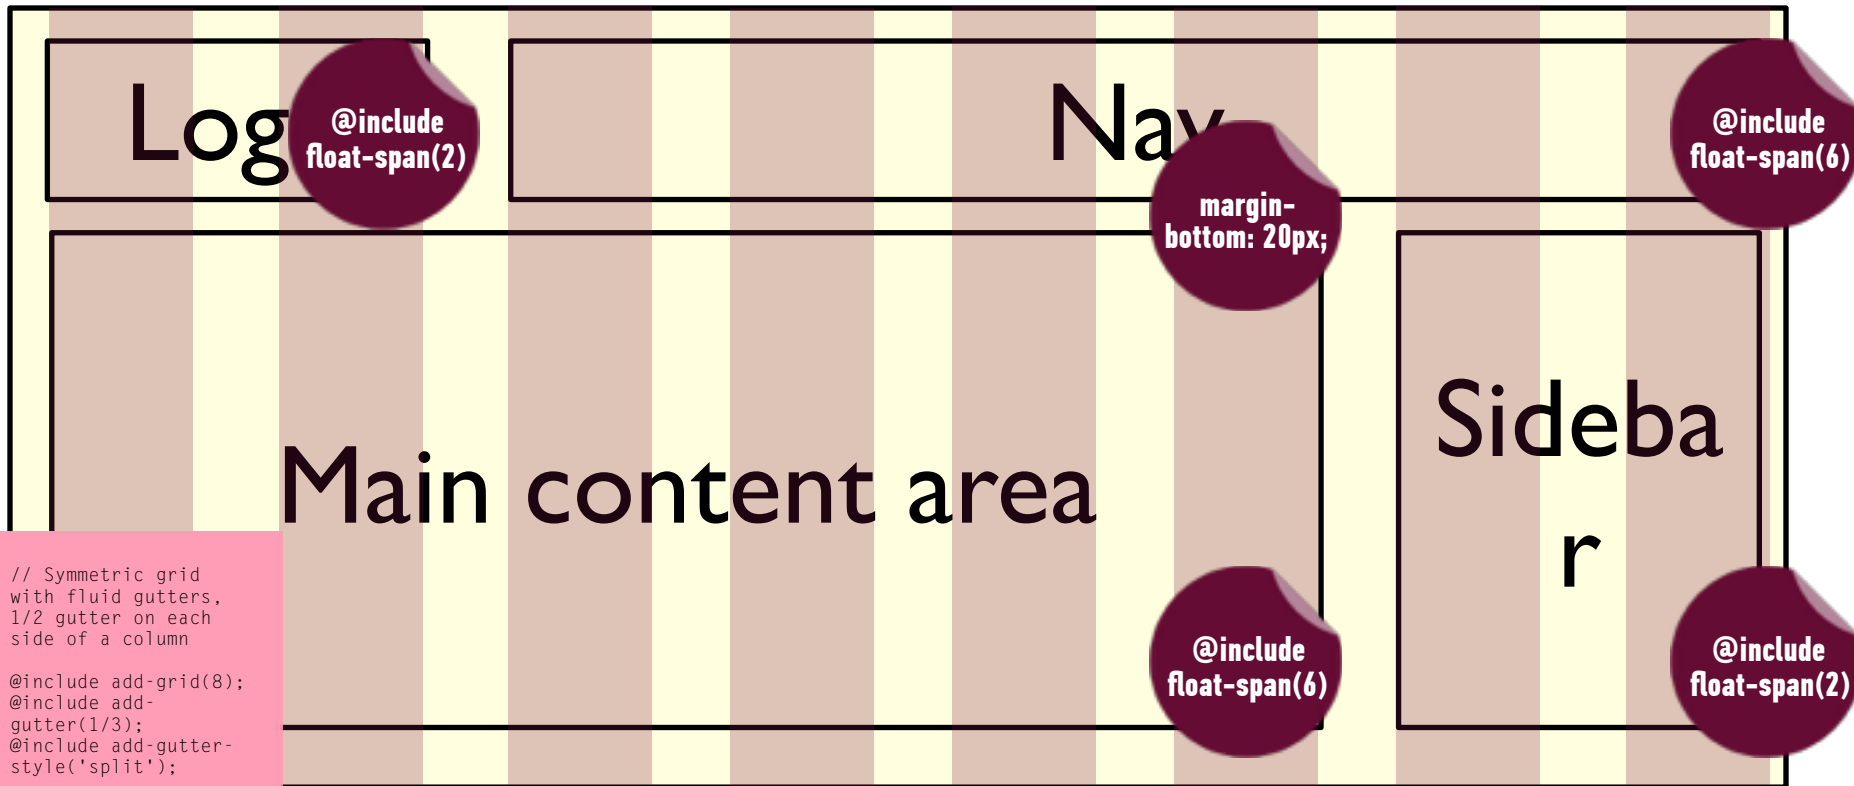 Log
@include
float-span(2)
Nav
@include
float-span(6)
margin-
bottom: 20px;
Main content area
Sideba
r
@include
float-span(6)
@include
float-span(2)
// Symmetric grid
with fluid gutters,
1/2 gutter on each
side of a column
@include add-grid(8);
@include add-
gutter(1/3);
@include add-gutter-
style('split');